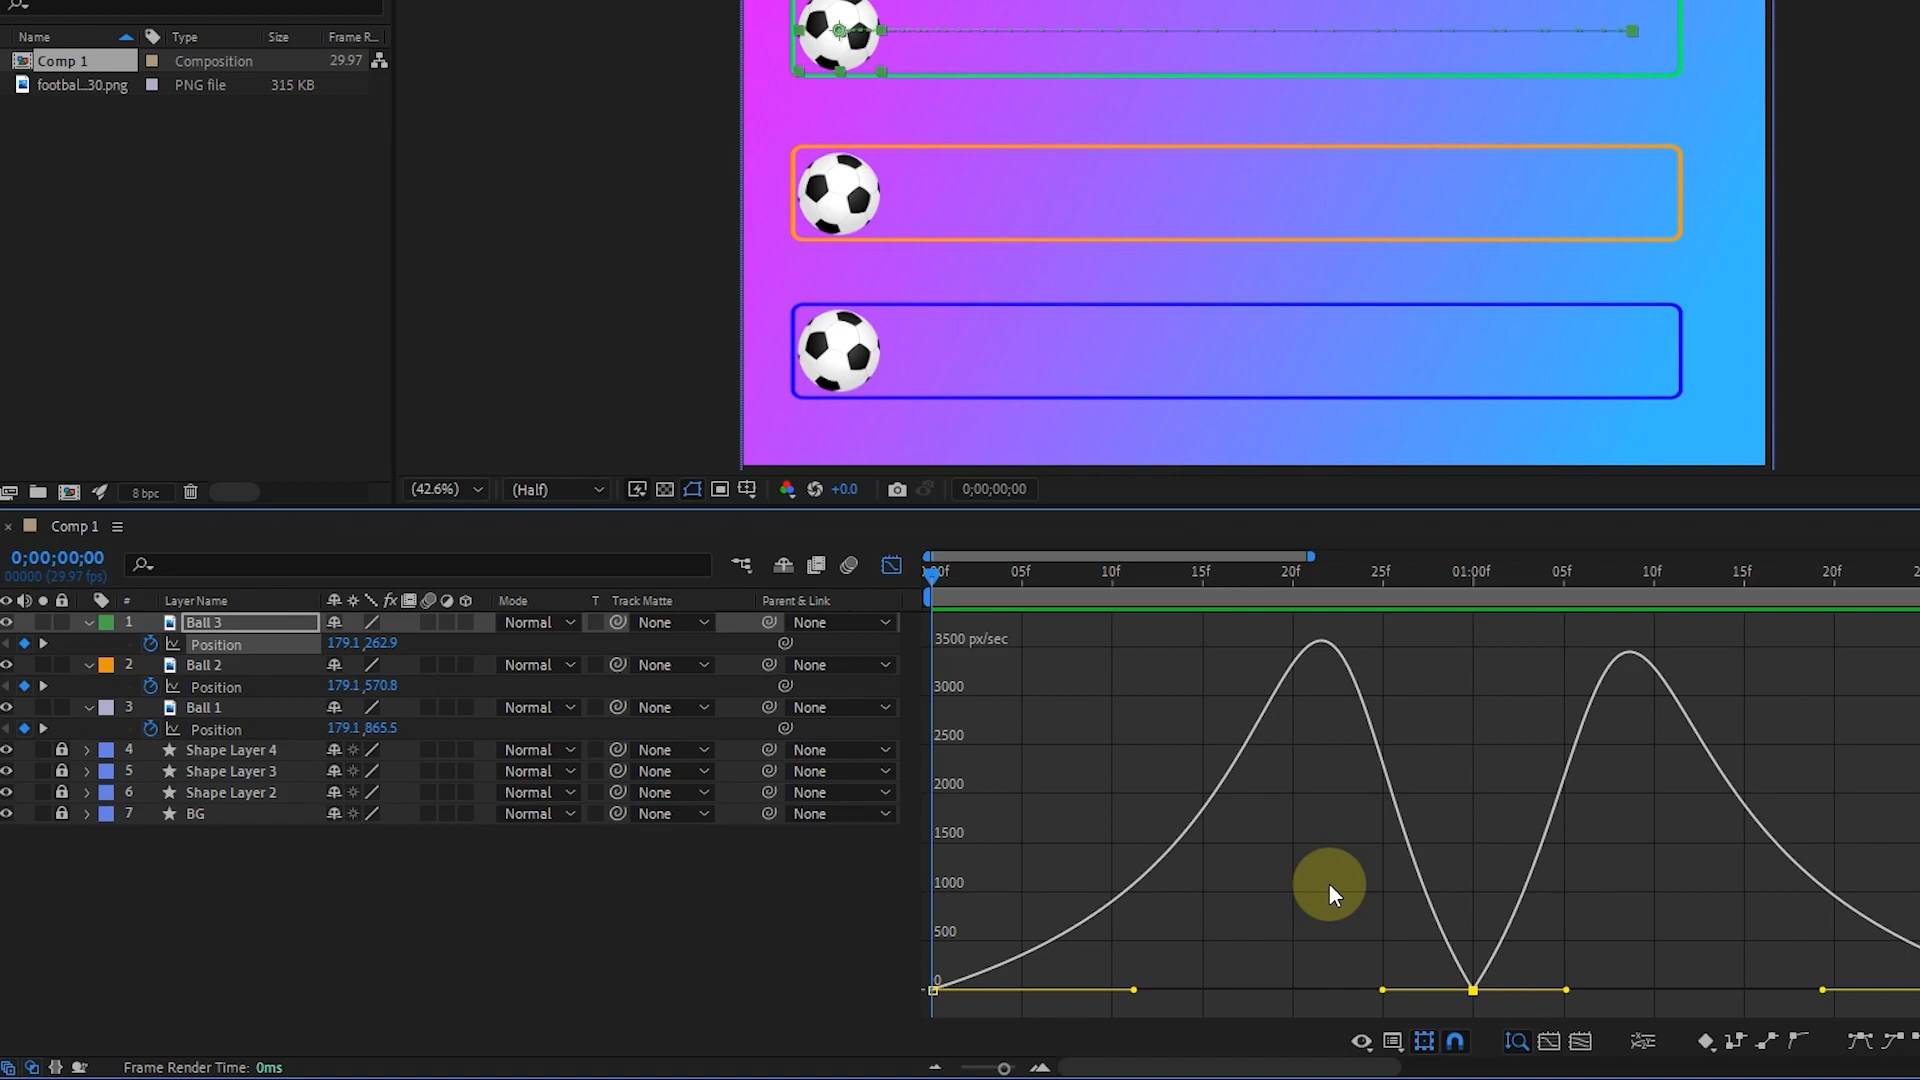 Name Type Size Frame R...
Comp 1 Composition 29.97
footbal_30.png PNG file 315 KB
8 bpc
(42.6%) (Half) +0.0 0;00;00;00
Comp 1
0;00;00;00
00000 (29.97 fps)
:00f 05f 10f 15f 20f 25f 01:00f 05f 10f 15f 20f 2
# Layer Name fx Mode T Track Matte Parent & Link
1 Ball 3 Normal None None
Position 179.1,262.9
2 Ball 2 Normal None None
Position 179.1,570.8
3 Ball 1 Normal None None
Position 179.1,865.5
4 Shape Layer 4 Normal None None
5 Shape Layer 3 Normal None None
6 Shape Layer 2 Normal None None
7 BG Normal None None
3500 px/sec
3000
2500
2000
1500
1000
500
0
Frame Render Time: 0ms